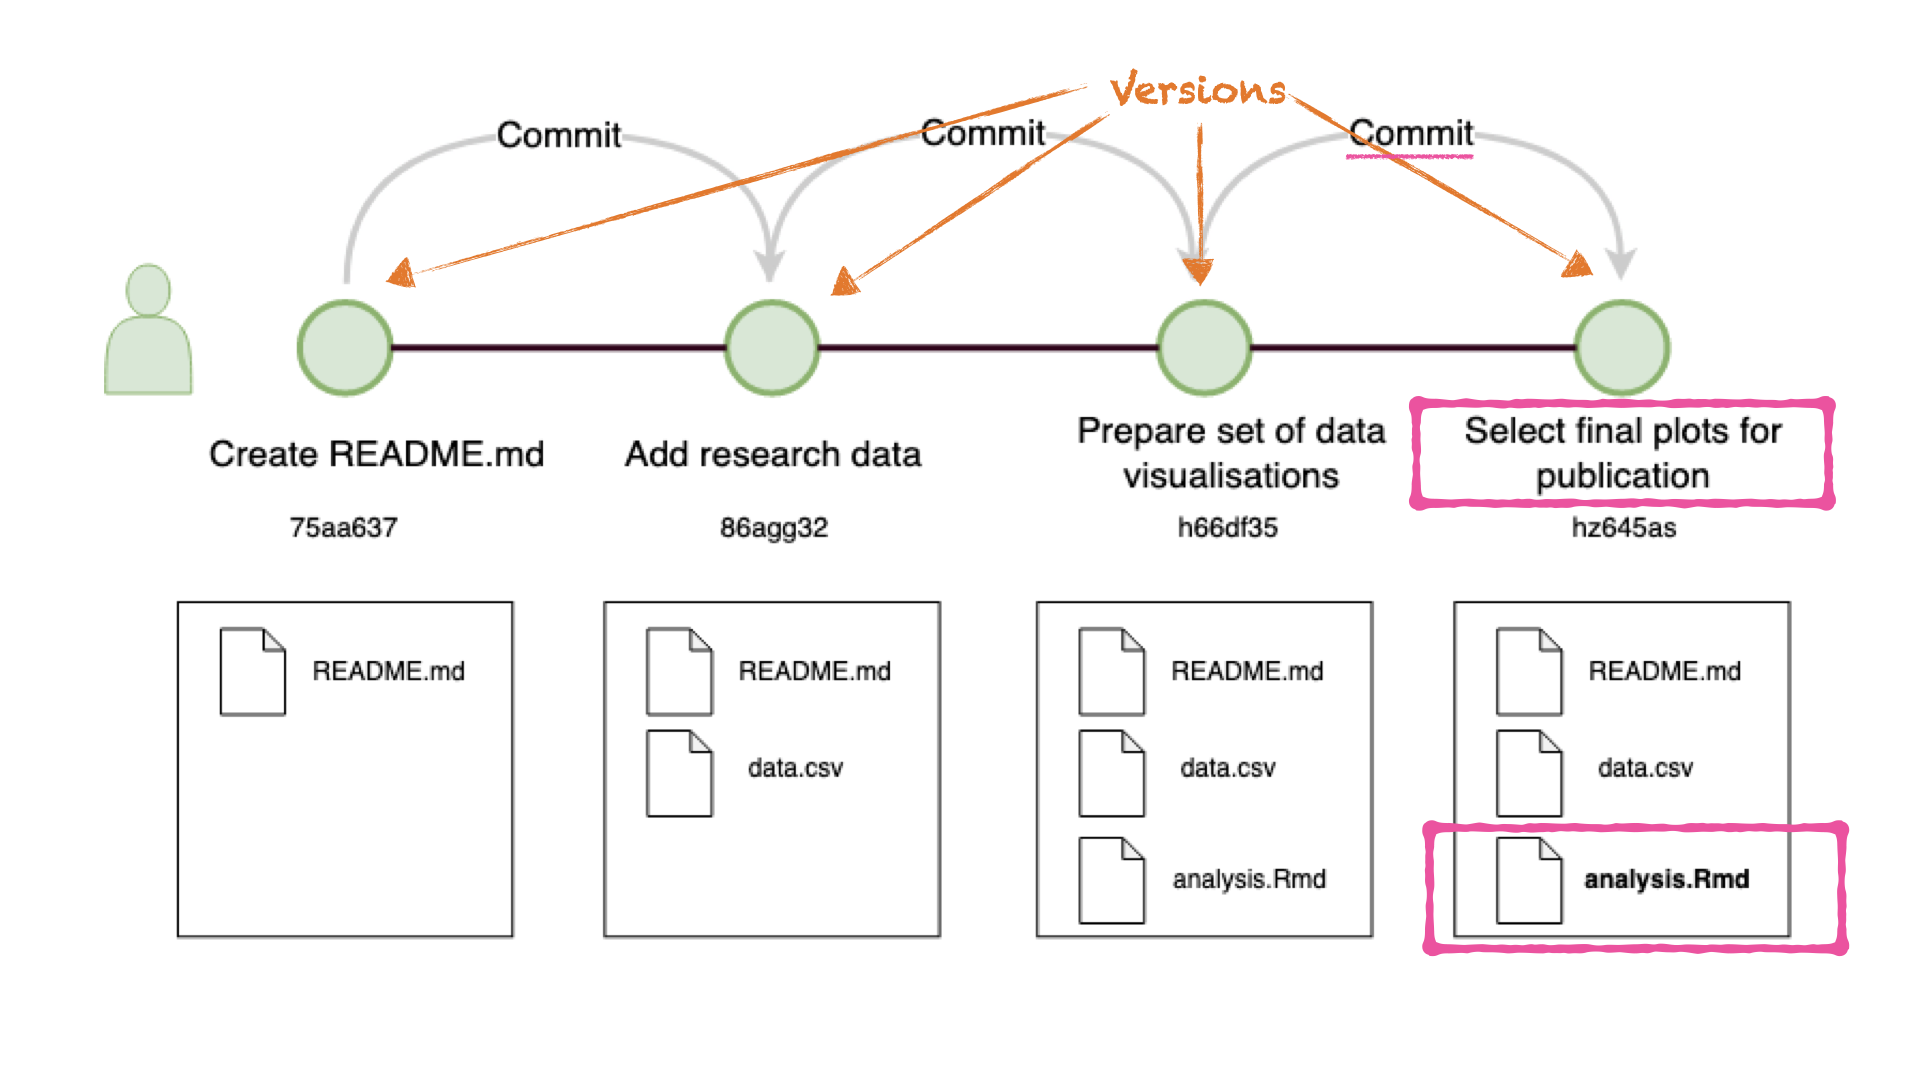 Versions
Commit
Commit
Commit
Create README.md
Add research data
Prepare set of data
visualisations
Select final plots for
publication
75aa637
86agg32
h66df35
hz645as
README.md
README.md
data.csv
README.md
data.csv
analysis.Rmd
README.md
data.csv
analysis.Rmd